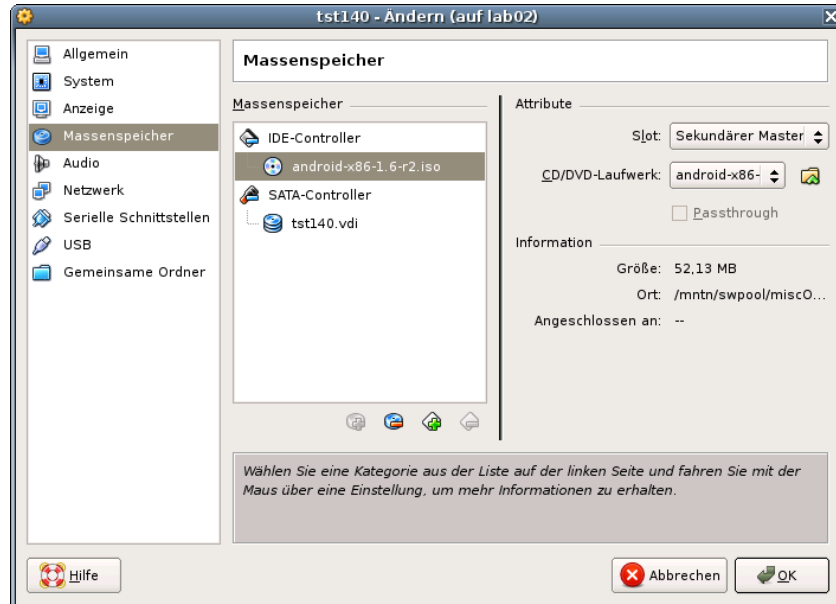 tst140 - Ändern (auf lab02)
Allgemein
System
Anzeige
Massenspeicher
Audio
Netzwerk
Serielle Schnittstellen
USB
Gemeinsame Ordner
Massenspeicher
Massenspeicher
IDE-Controller
android-x86-1.6-r2.iso
SATA-Controller
tst140.vdi
Attribute
Slot: Sekundärer Master
CD/DVD-Laufwerk: android-x86-
Passthrough
Information
Größe: 52,13 MB
Ort: /mntn/swpool/miscO...
Angeschlossen an: --
Wählen Sie eine Kategorie aus der Liste auf der linken Seite und fahren Sie mit der
Maus über eine Einstellung, um mehr Informationen zu erhalten.
Hilfe
Abbrechen
OK